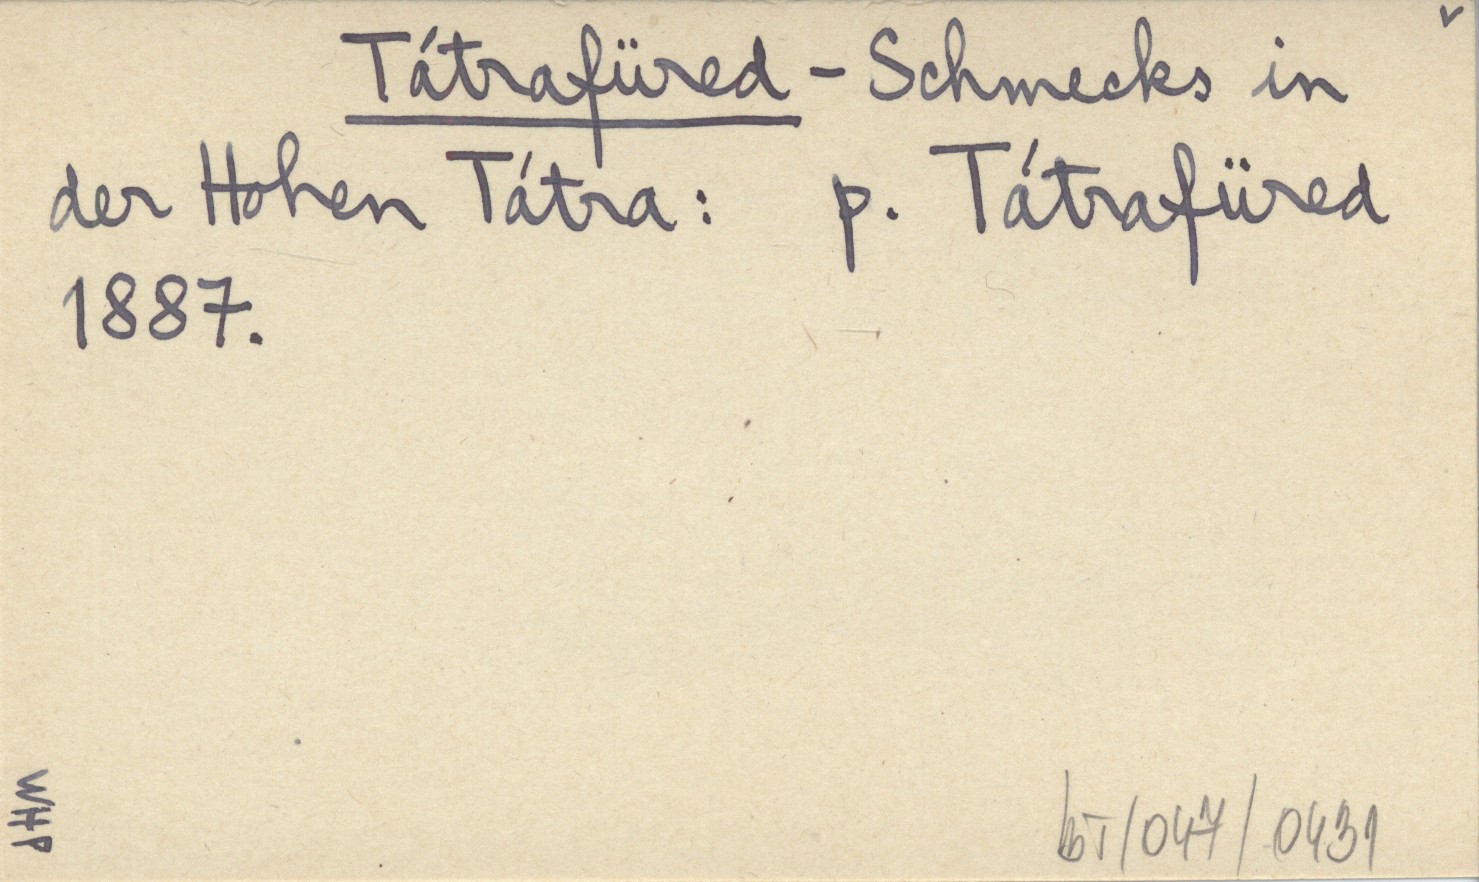 Tátrafüred - Schmecks in
der Hohen Tátra: p. Tátrafüred
1887.
WHP
bT/047/0431